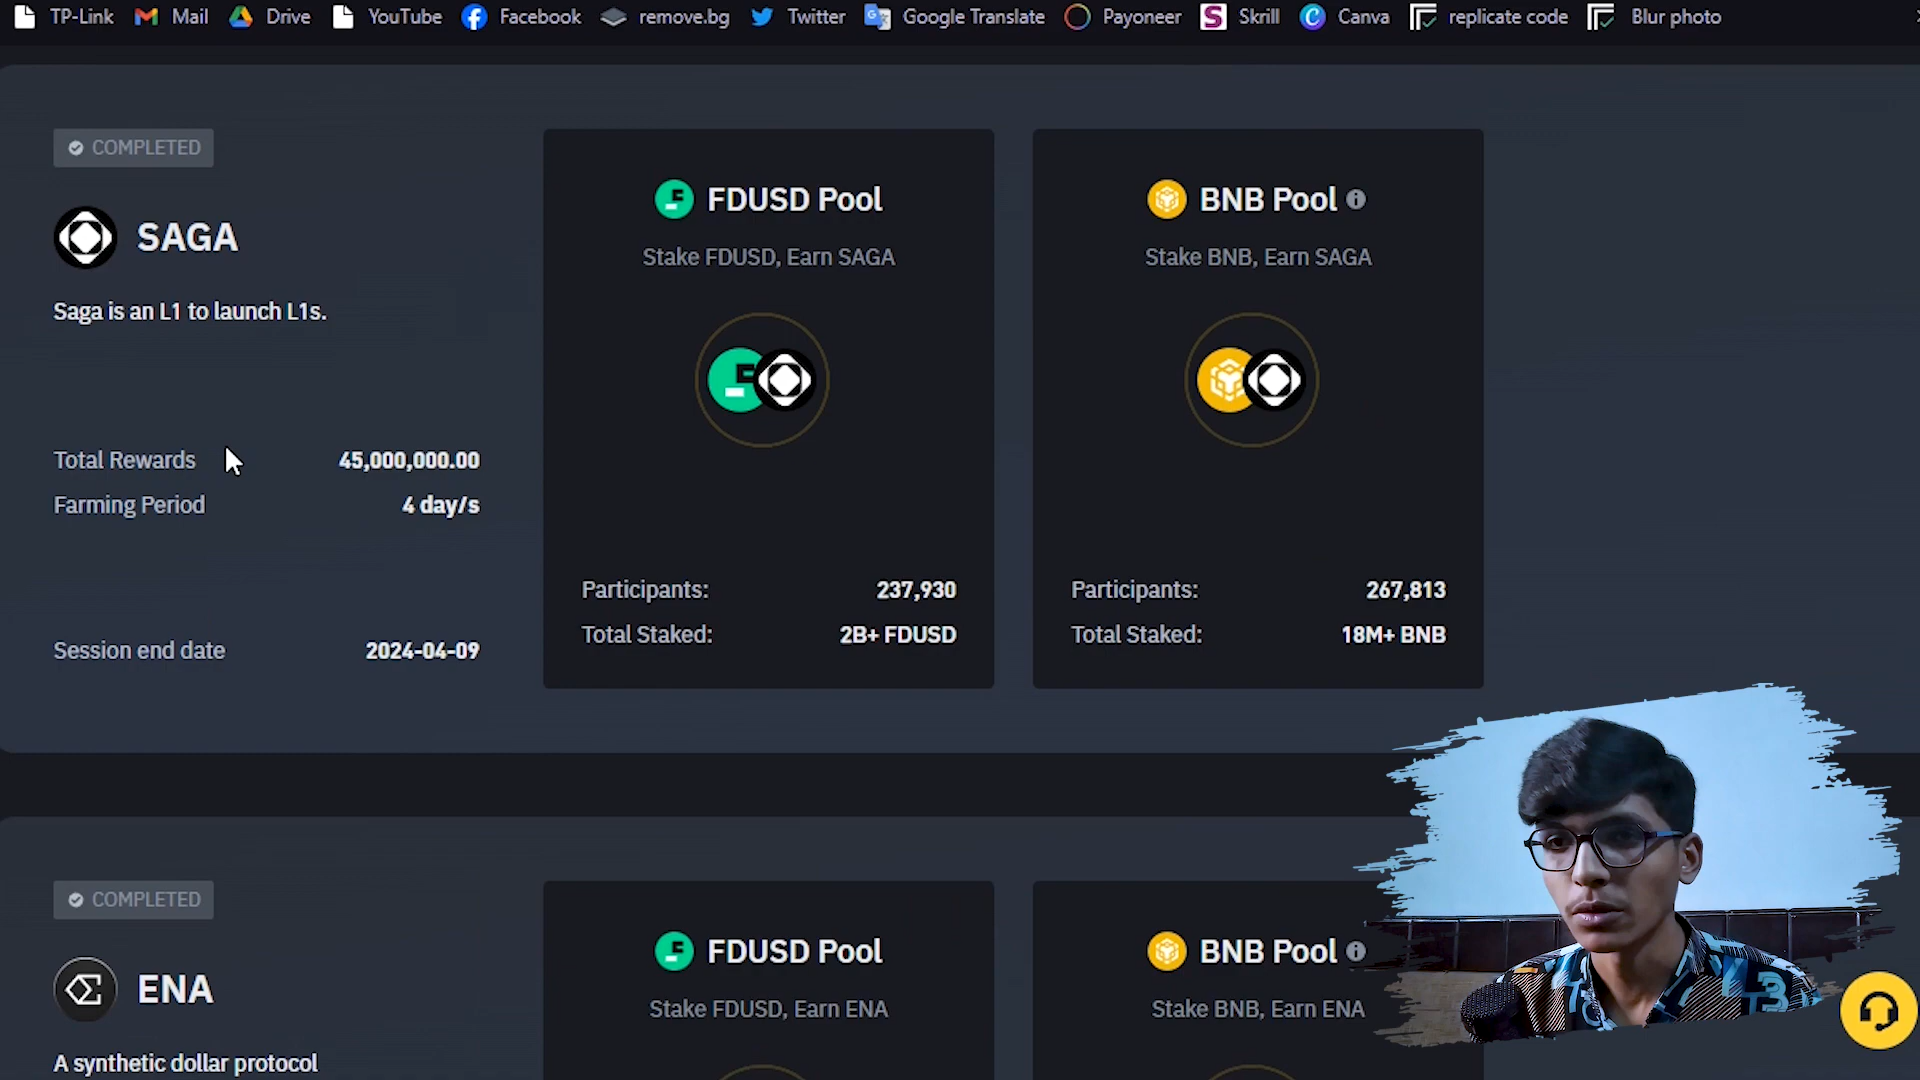 TP-Link Mail Drive YouTube Facebook remove.bg Twitter Google Translate Payoneer Skrill Canva replicate code Blur photo
COMPLETED
SAGA
Saga is an L1 to launch L1s.
Total Rewards 45,000,000.00
Farming Period 4 day/s
Session end date 2024-04-09
FDUSD Pool
Stake FDUSD, Earn SAGA
Participants: 237,930
Total Staked: 2B+ FDUSD
BNB Pool
Stake BNB, Earn SAGA
Participants: 267,813
Total Staked: 18M+ BNB
COMPLETED
ENA
A synthetic dollar protocol
FDUSD Pool
Stake FDUSD, Earn ENA
BNB Pool
Stake BNB, Earn ENA